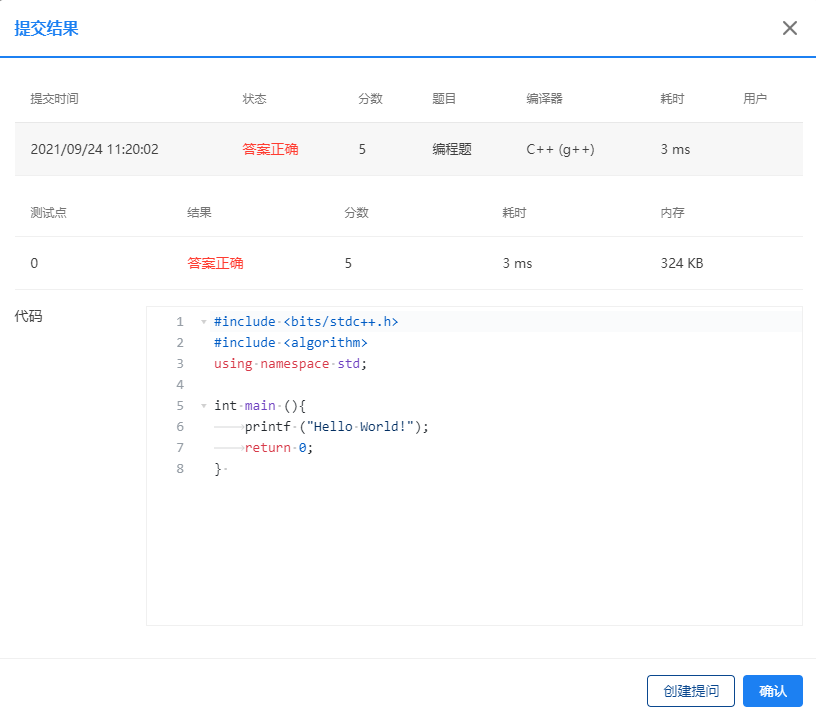 提交结果
提交时间 状态 分数 题目 编译器 耗时 用户
2021/09/24 11:20:02 答案正确 5 编程题 C++ (g++) 3 ms
测试点 结果 分数 耗时 内存
0 答案正确 5 3 ms 324 KB
代码
1 #include <bits/stdc++.h>
2 #include <algorithm>
3 using namespace std;
4
5 int main (){
6 printf ("Hello World!");
7 return 0;
8 }
创建提问 确认